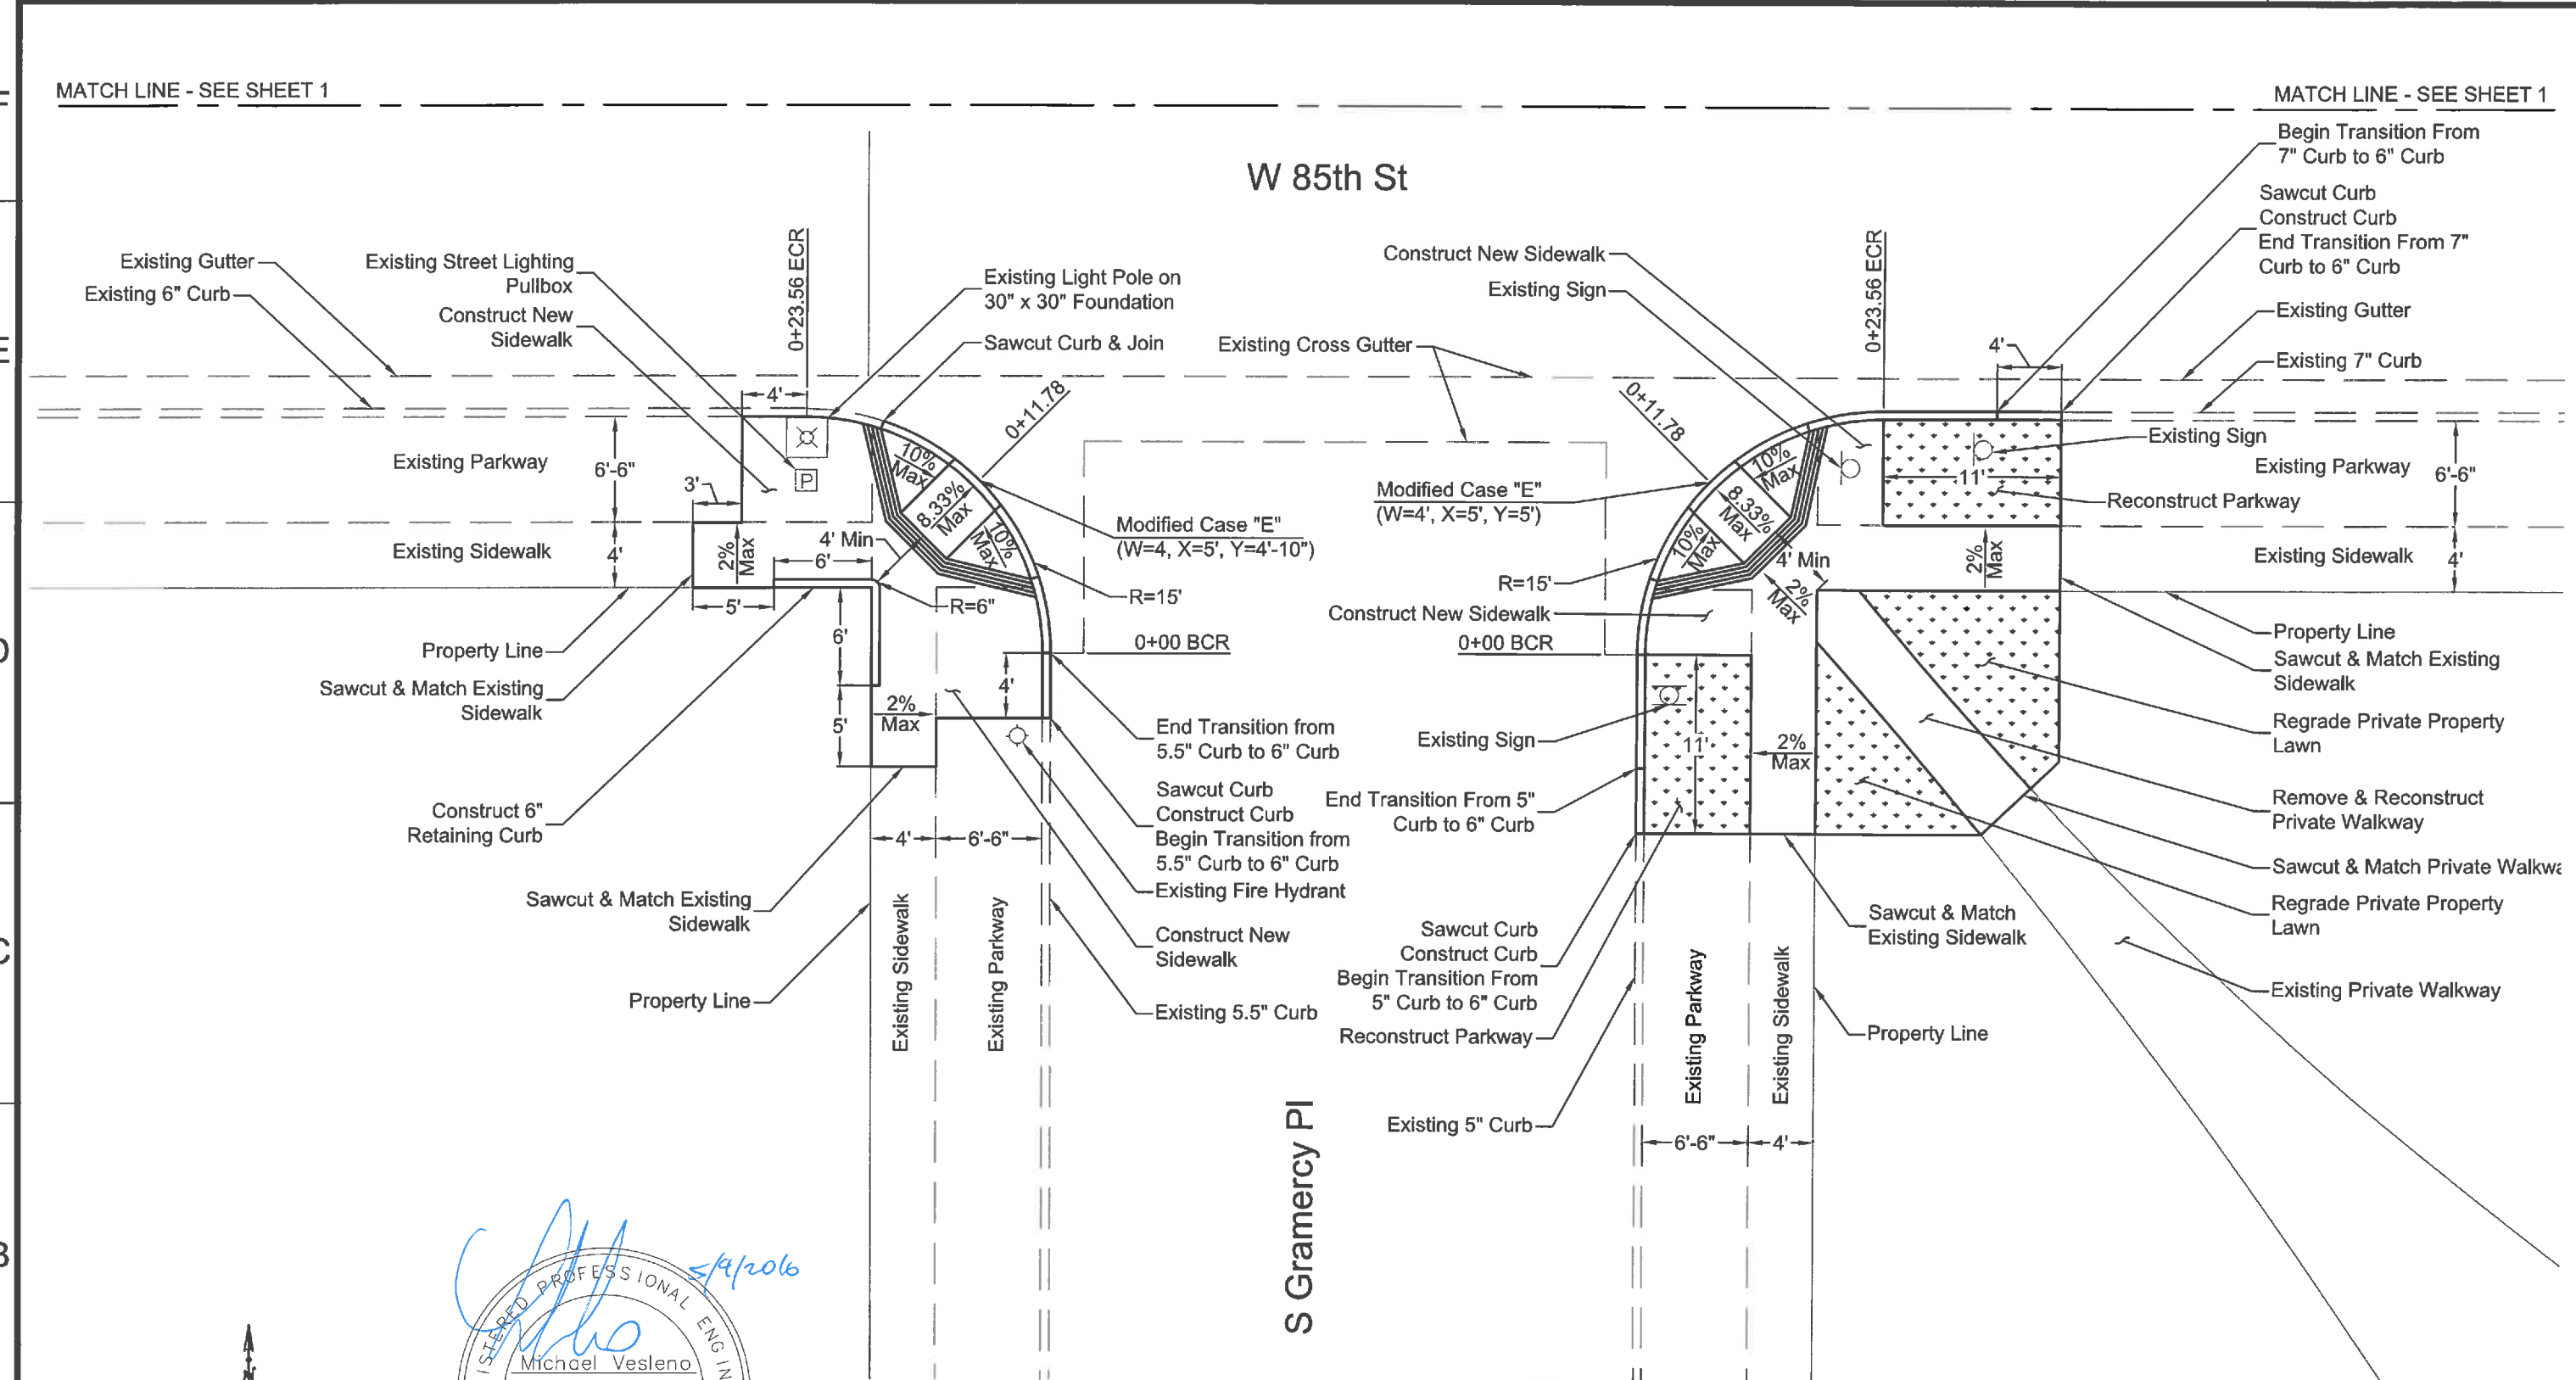 MATCH LINE - SEE SHEET 1
MATCH LINE - SEE SHEET 1
W 85th St
Begin Transition From
7" Curb to 6" Curb
Sawcut Curb
Construct Curb
End Transition From 7"
Curb to 6" Curb
Existing Gutter
Existing 7" Curb
Existing Gutter
Existing 6" Curb
Existing Street Lighting
Pullbox
Construct New
Sidewalk
0+23.56 ECR
Existing Light Pole on
30" x 30" Foundation
Sawcut Curb & Join
Existing Cross Gutter
Construct New Sidewalk
Existing Sign
0+23.56 ECR
4'
4'
0+11.78
0+11.78
Existing Parkway
6'-6"
3'
P
10%
Max
8.33%
Max
10%
Max
Modified Case "E"
(W=4, X=5', Y=4'-10")
Modified Case "E"
(W=4', X=5', Y=5')
10%
Max
8.33%
Max
10%
Max
11'
Existing Sign
Existing Parkway
6'-6"
Reconstruct Parkway
Existing Sidewalk
4'
2%
Max
4' Min
6'
5'
R=6"
R=15'
R=15'
4' Min
2%
Max
2%
Max
Existing Sidewalk
4'
Construct New Sidewalk
0+00 BCR
0+00 BCR
Property Line
Sawcut & Match Existing
Sidewalk
6'
5'
2%
Max
4'
Construct 6"
Retaining Curb
Sawcut & Match Existing
Sidewalk
Property Line
4'
6'-6"
Existing Sidewalk
Existing Parkway
End Transition from
5.5" Curb to 6" Curb
Sawcut Curb
Construct Curb
Begin Transition from
5.5" Curb to 6" Curb
Existing Fire Hydrant
Construct New
Sidewalk
Existing 5.5" Curb
Existing Sign
11'
2%
Max
End Transition From 5"
Curb to 6" Curb
Sawcut Curb
Construct Curb
Begin Transition From
5" Curb to 6" Curb
Reconstruct Parkway
Existing 5" Curb
Existing Parkway
Existing Sidewalk
6'-6"
4'
Sawcut & Match
Existing Sidewalk
Property Line
Property Line
Sawcut & Match Existing
Sidewalk
Regrade Private Property
Lawn
Remove & Reconstruct
Private Walkway
Sawcut & Match Private Walkwa
Regrade Private Property
Lawn
Existing Private Walkway
S Gramercy Pl
PROFESSIONAL
Michael Vesleno
F
E
D
C
B